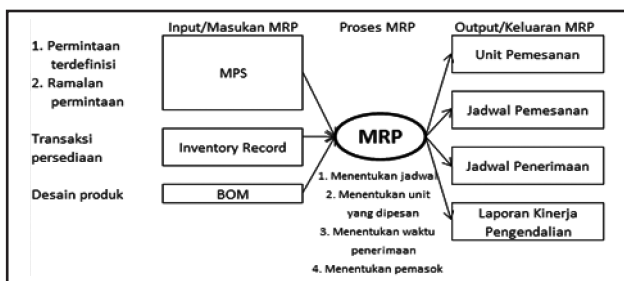 Input/Masukan MRP
Proses MRP
Output/Keluaran MRP
1. Permintaan
terdefinisi
2. Ramalan
permintaan
MPS
Transaksi
persediaan
Inventory Record
Desain produk
BOM
MRP
1. Menentukan jadwal
2. Menentukan unit
yang dipesan
3. Menentukan waktu
penerimaan
4. Menentukan pemasok
Unit Pemesanan
Jadwal Pemesanan
Jadwal Penerimaan
Laporan Kinerja
Pengendalian